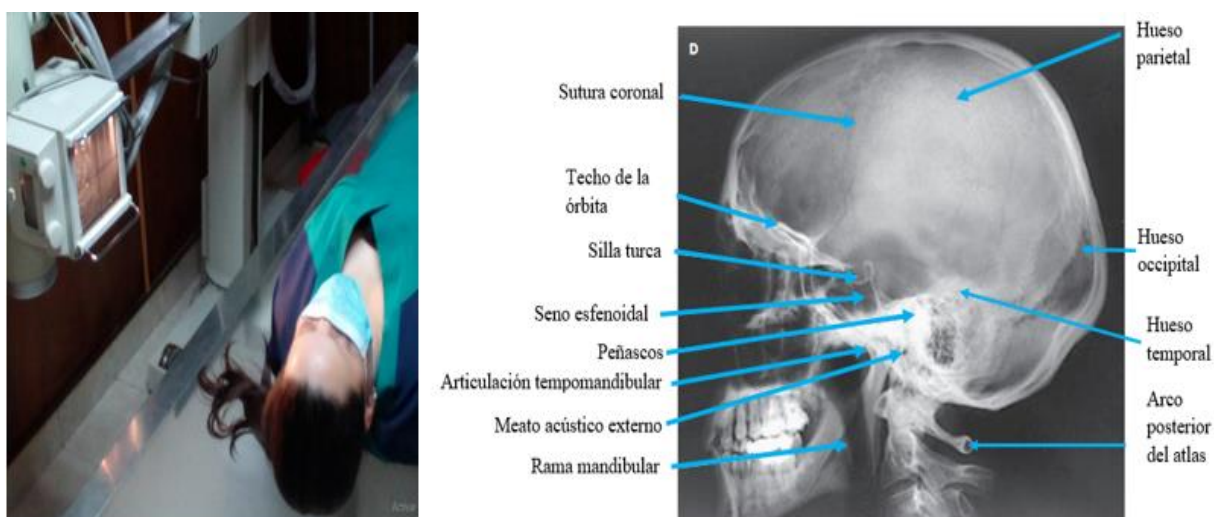 Activar
D
Sutura coronal
Techo de la
órbita
Silla turca
Seno esfenoidal
Peñascos
Articulación tempomandibular
Meato acústico externo
Rama mandibular
Hueso
parietal
Hueso
occipital
Hueso
temporal
Arco
posterior
del atlas